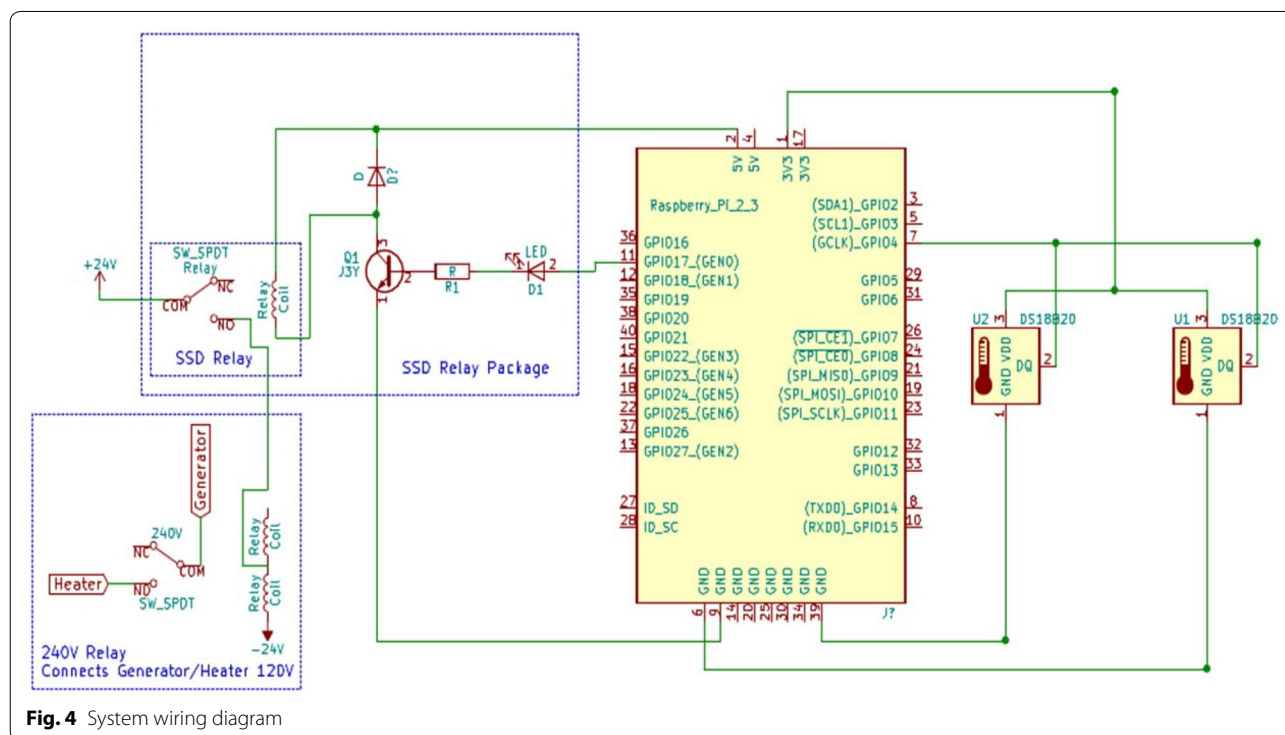 2
5V
4
5V
1
3V3
17
3V3
Raspberry_Pi_2_3
36 GPIO16
11 GPIO17_(GEN0)
12 GPIO18_(GEN1)
35 GPIO19
38 GPIO20
40 GPIO21
15 GPIO22_(GEN3)
16 GPIO23_(GEN4)
18 GPIO24_(GEN5)
22 GPIO25_(GEN6)
37 GPIO26
13 GPIO27_(GEN2)
27 ID_SD
28 ID_SC
(SDA1)_GPIO2 3
(SCL1)_GPIO3 5
(GCLK)_GPIO4 7
GPIO5 29
GPIO6 31
(SPI_CE1)_GPIO7 26
(SPI_CE0)_GPIO8 24
(SPI_MISO)_GPIO9 21
(SPI_MOSI)_GPIO10 19
(SPI_SCLK)_GPIO11 23
GPIO12 32
GPIO13 33
(TXD0)_GPIO14 8
(RXD0)_GPIO15 10
GND GND GND GND GND GND GND GND
6 9 14 20 25 30 34 39
J?
D
D?
Q1
J3Y
3
2
1
R
R1
LED
1
2
D1
+24V
SW_SPDT
Relay
NC
COM
NO
Relay
Coil
SSD Relay
SSD Relay Package
Generator
240V
NC
COM
NO
SW_SPDT
Heater
Relay
Coil
Relay
Coil
-24V
240V Relay
Connects Generator/Heater 120V
U2
3
DS18B20
GND VDD
DQ
2
1
U1
3
DS18B20
GND VDD
DQ
2
1
Fig. 4 System wiring diagram